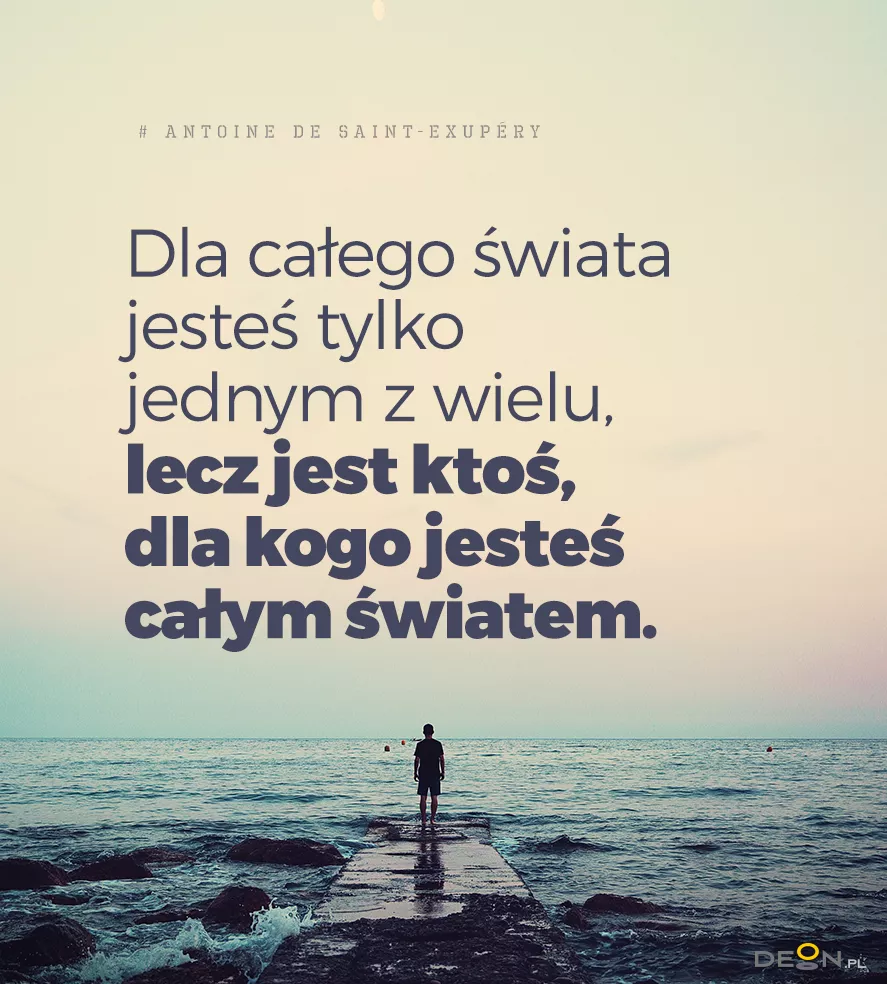 # ANTOINE DE SAINT-EXUPÉRY
Dla całego świata
jesteś tylko
jednym z wielu,
lecz jest ktoś,
dla kogo jesteś
całym światem.
DEON.PL